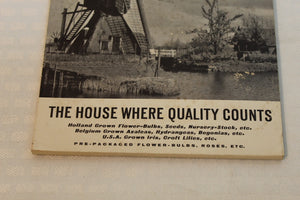 THE HOUSE WHERE QUALITY COUNTS
Holland Grown Flower-Bulbs, Seeds, Nursery-Stock, etc.
Belgium Grown Azaleas, Hydrangeas, Begonias, etc.
U.S.A. Grown Iris, Croft Lilies, etc.
PRE-PACKAGED FLOWER-BULBS, ROSES, ETC.